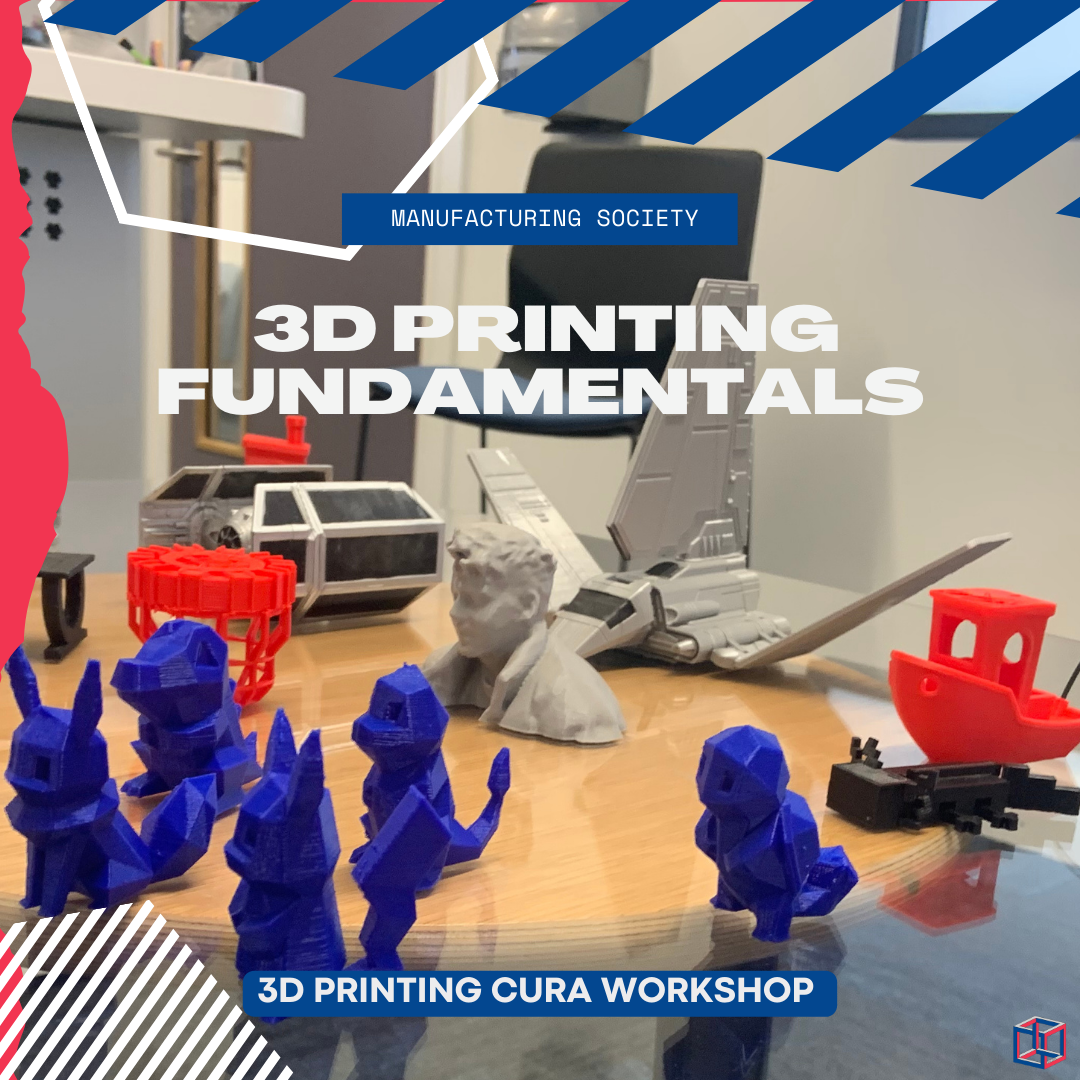 MANUFACTURING SOCIETY
3D PRINTING
FUNDAMENTALS
3D PRINTING CURA WORKSHOP